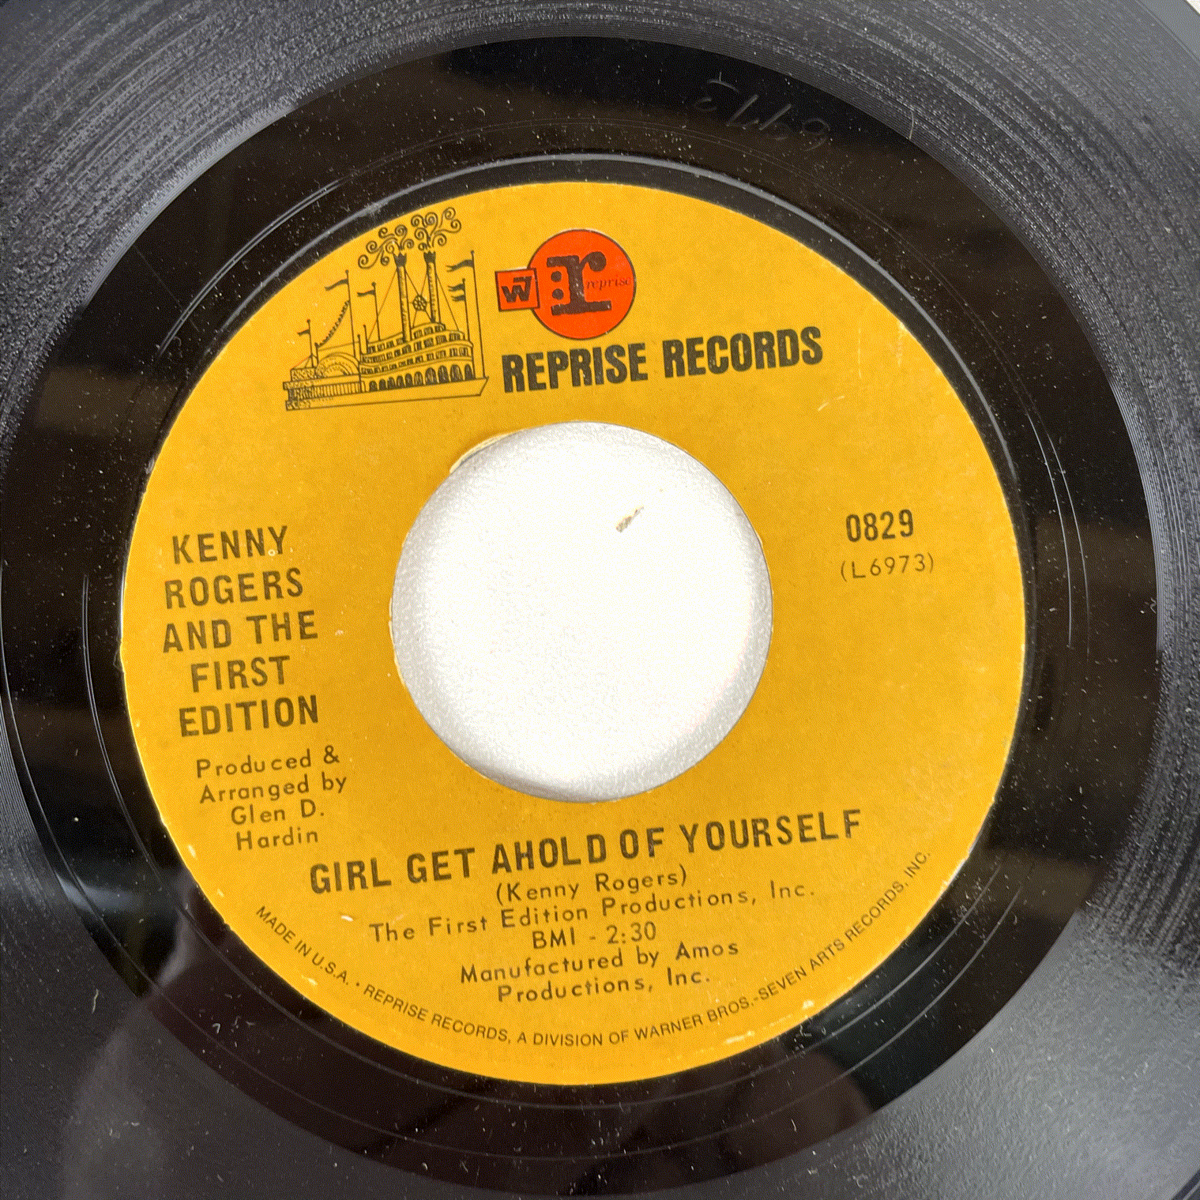 W
r
reprise
REPRISE RECORDS
0829
(L6973)
KENNY
ROGERS
AND THE
FIRST
EDITION
Produced &
Arranged by
Glen D.
Hardin
GIRL GET AHOLD OF YOURSELF
(Kenny Rogers)
The First Edition Productions, Inc.
BMI - 2:30
Manufactured by Amos
Productions, Inc.
MADE IN U.S.A. • REPRISE RECORDS, A DIVISION OF WARNER BROS.-SEVEN ARTS RECORDS, INC.